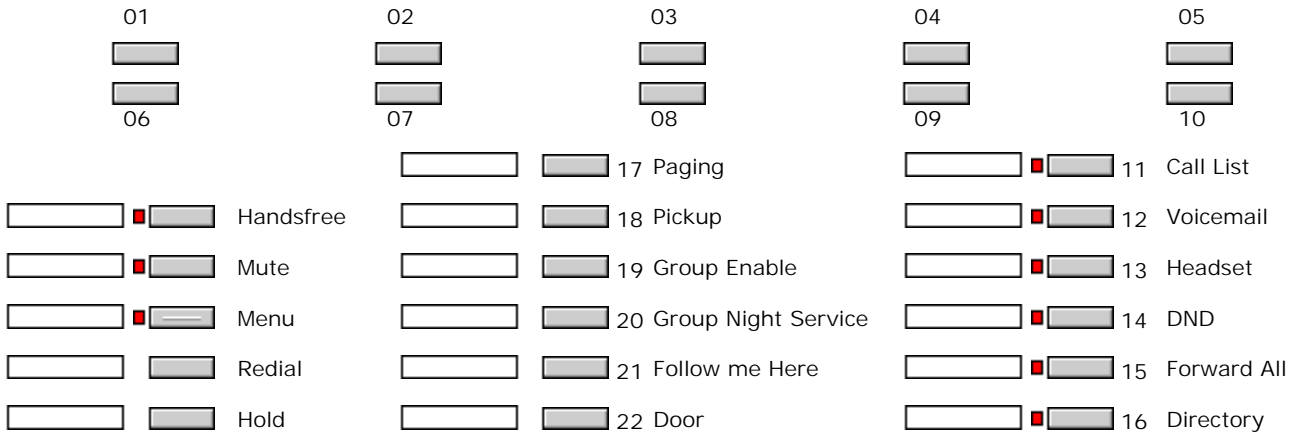 01 02 03 04 05
06 07 08 09 10
17 Paging 11 Call List
Handsfree 18 Pickup 12 Voicemail
Mute 19 Group Enable 13 Headset
Menu 20 Group Night Service 14 DND
Redial 21 Follow me Here 15 Forward All
Hold 22 Door 16 Directory